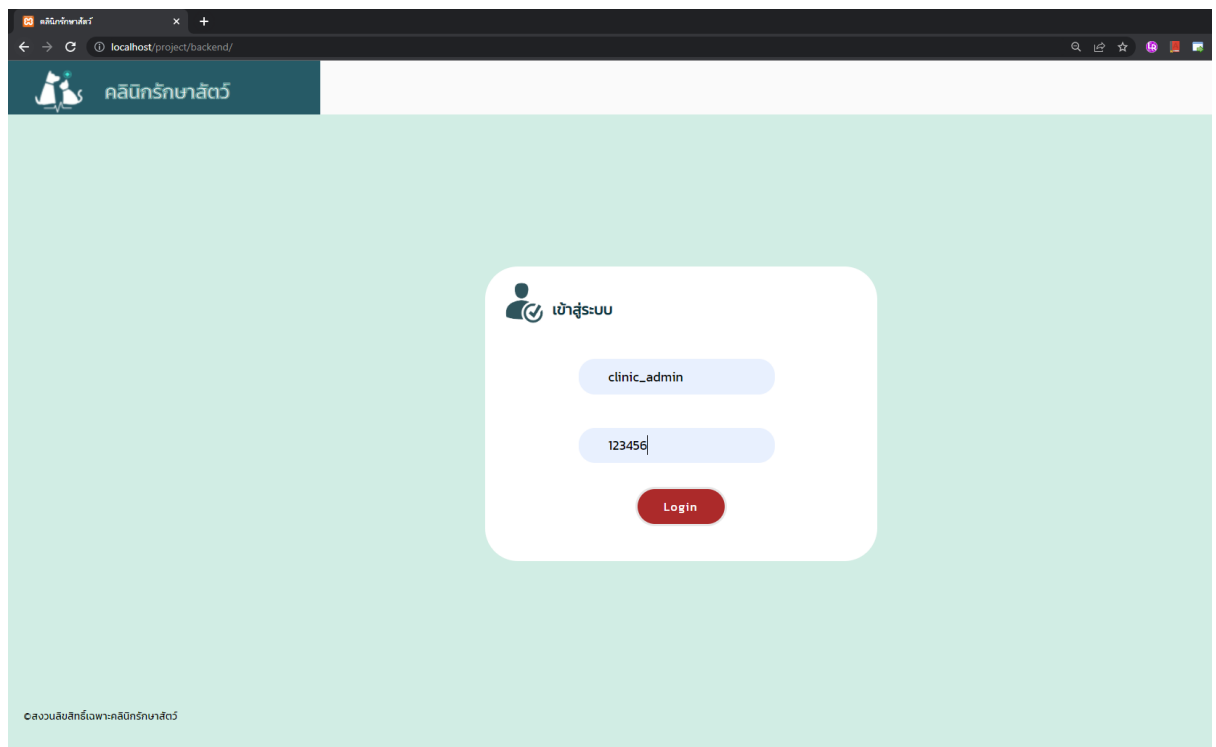 คลินิกรักษาสัตว์
localhost/project/backend/
คลินิกรักษาสัตว์
เข้าสู่ระบบ
clinic_admin
123456
Login
©สงวนลิขสิทธิ์เฉพาะคลินิกรักษาสัตว์